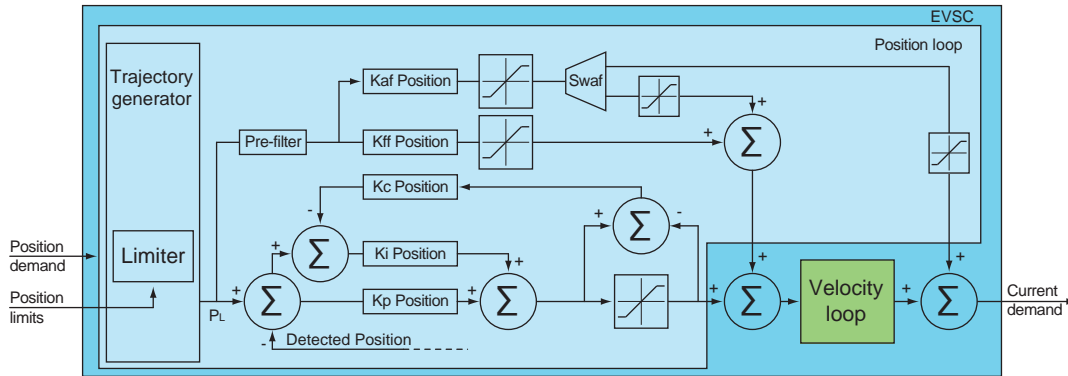 EVSC
Position loop
Trajectory
generator
Kaf Position
Swaf
+
Pre-filter
Kff Position
+
Σ
Kc Position
-
+
-
Σ
Position
demand
Limiter
+
Σ
Ki Position
+
+
+
Position
limits
PL
+
Σ
+
Kp Position
+
Σ
+
Σ
+
Velocity
loop
+
Σ
Current
demand
-
Detected Position